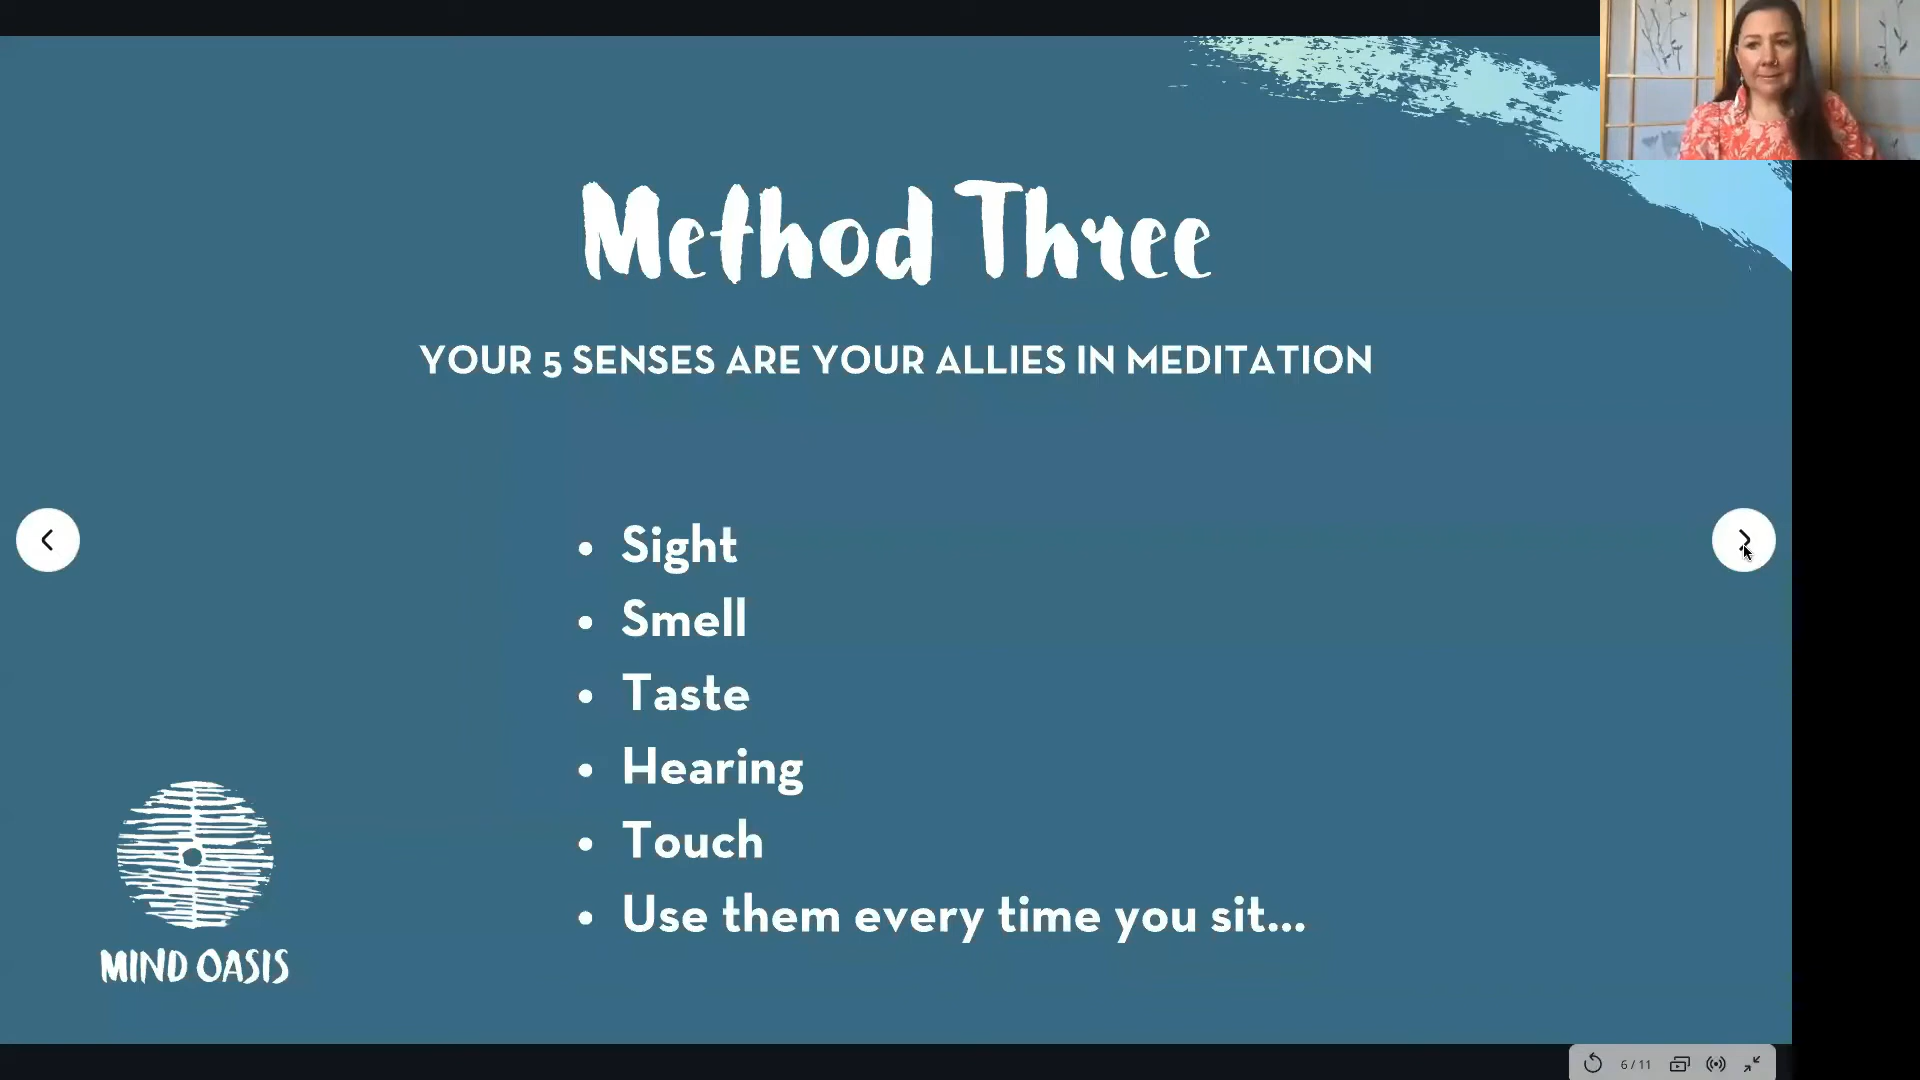 Method Three
YOUR 5 SENSES ARE YOUR ALLIES IN MEDITATION
• Sight
• Smell
• Taste
• Hearing
• Touch
• Use them every time you sit...
MIND OASIS
6 / 11